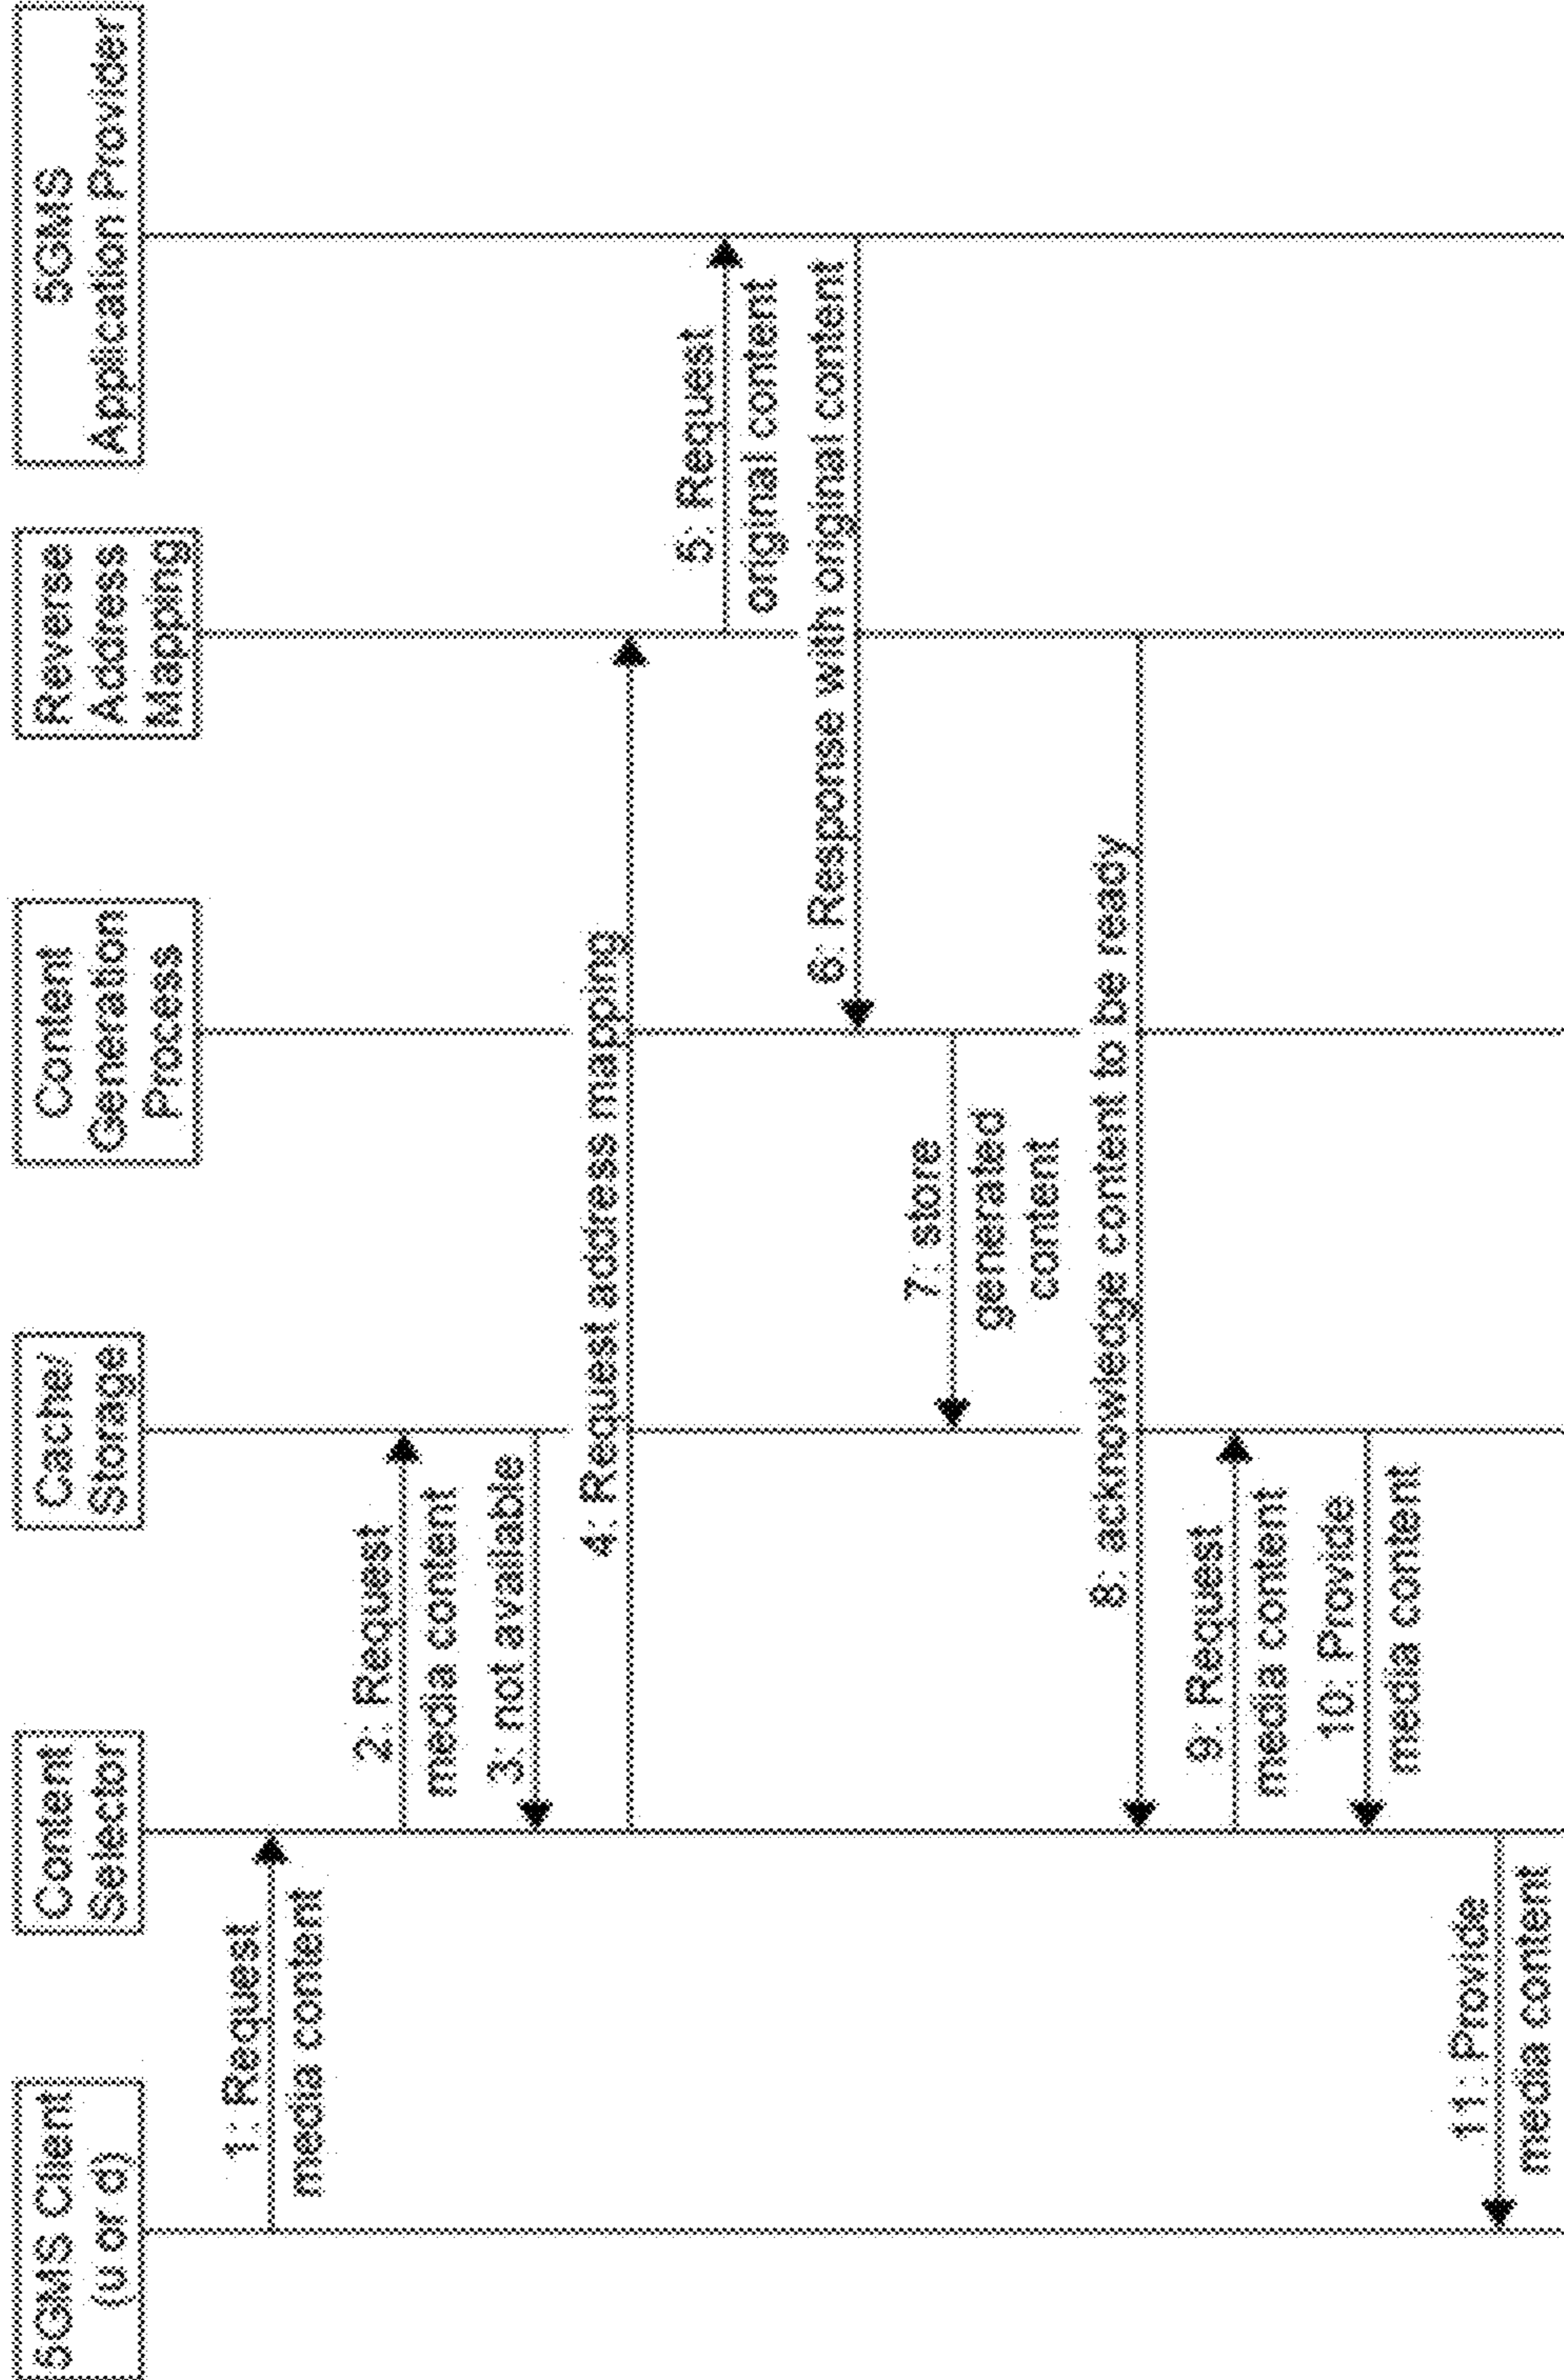 5GMS Client
(u or d)
Content
Selector
Cache/
Storage
Content
Generation
Process
Reverse
Address
Mapping
5GMS
Application Provider
1: Request
media content
2: Request
media content
3: not available
4: Request address mapping
5: Request
original content
6: Response with original content
7: store
generated
content
8: acknowledge content to be ready
9: Request
media content
10: Provide
media content
11: Provide
media content